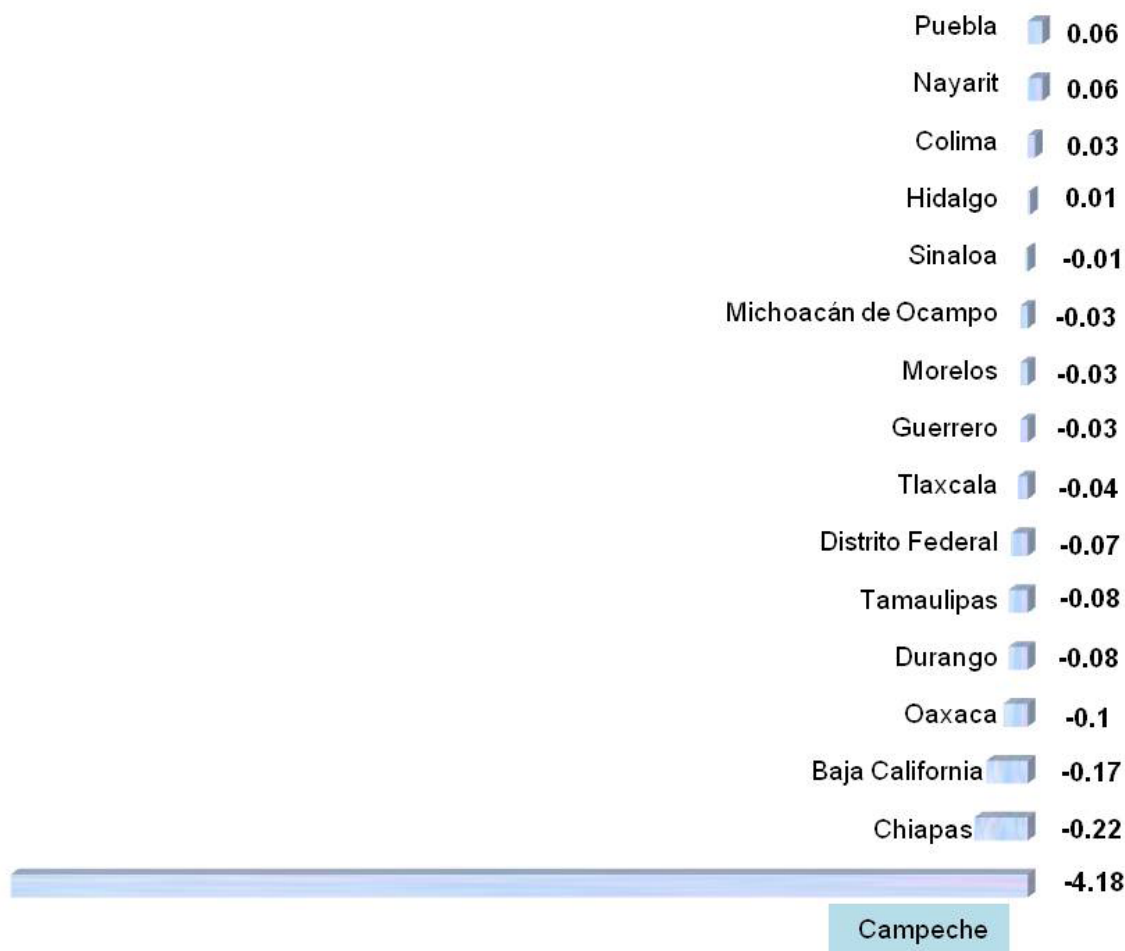 Puebla 0.06
Nayarit 0.06
Colima 0.03
Hidalgo 0.01
Sinaloa -0.01
Michoacán de Ocampo -0.03
Morelos -0.03
Guerrero -0.03
Tlaxcala -0.04
Distrito Federal -0.07
Tamaulipas -0.08
Durango -0.08
Oaxaca -0.1
Baja California -0.17
Chiapas -0.22
-4.18
Campeche